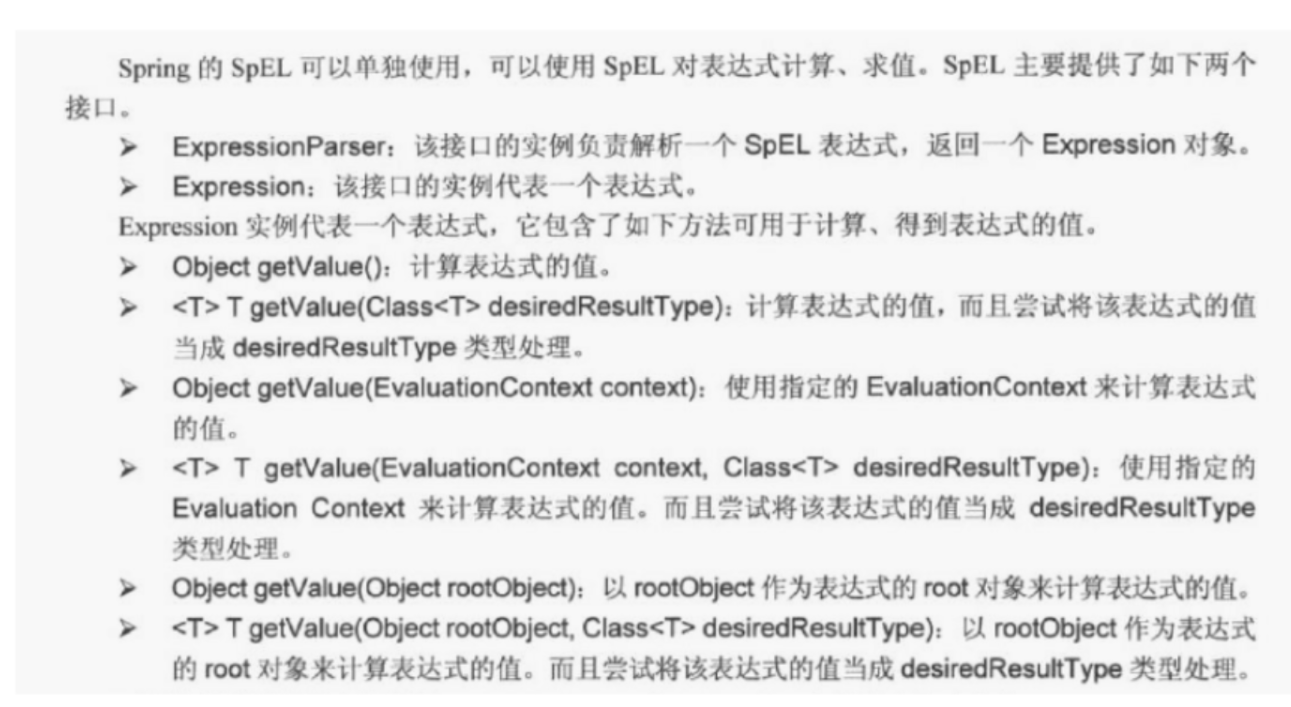 Spring 的 SpEL 可以单独使用，可以使用 SpEL 对表达式计算、求值。SpEL 主要提供了如下两个
接口。
➢ ExpressionParser：该接口的实例负责解析一个 SpEL 表达式，返回一个 Expression 对象。
➢ Expression：该接口的实例代表一个表达式。
Expression 实例代表一个表达式，它包含了如下方法可用于计算、得到表达式的值。
➢ Object getValue()：计算表达式的值。
➢ <T> T getValue(Class<T> desiredResultType)：计算表达式的值，而且尝试将该表达式的值
当成 desiredResultType 类型处理。
➢ Object getValue(EvaluationContext context)：使用指定的 EvaluationContext 来计算表达式
的值。
➢ <T> T getValue(EvaluationContext context, Class<T> desiredResultType)：使用指定的
Evaluation Context 来计算表达式的值。而且尝试将该表达式的值当成 desiredResultType
类型处理。
➢ Object getValue(Object rootObject)：以 rootObject 作为表达式的 root 对象来计算表达式的值。
➢ <T> T getValue(Object rootObject, Class<T> desiredResultType)：以 rootObject 作为表达式
的 root 对象来计算表达式的值。而且尝试将该表达式的值当成 desiredResultType 类型处理。